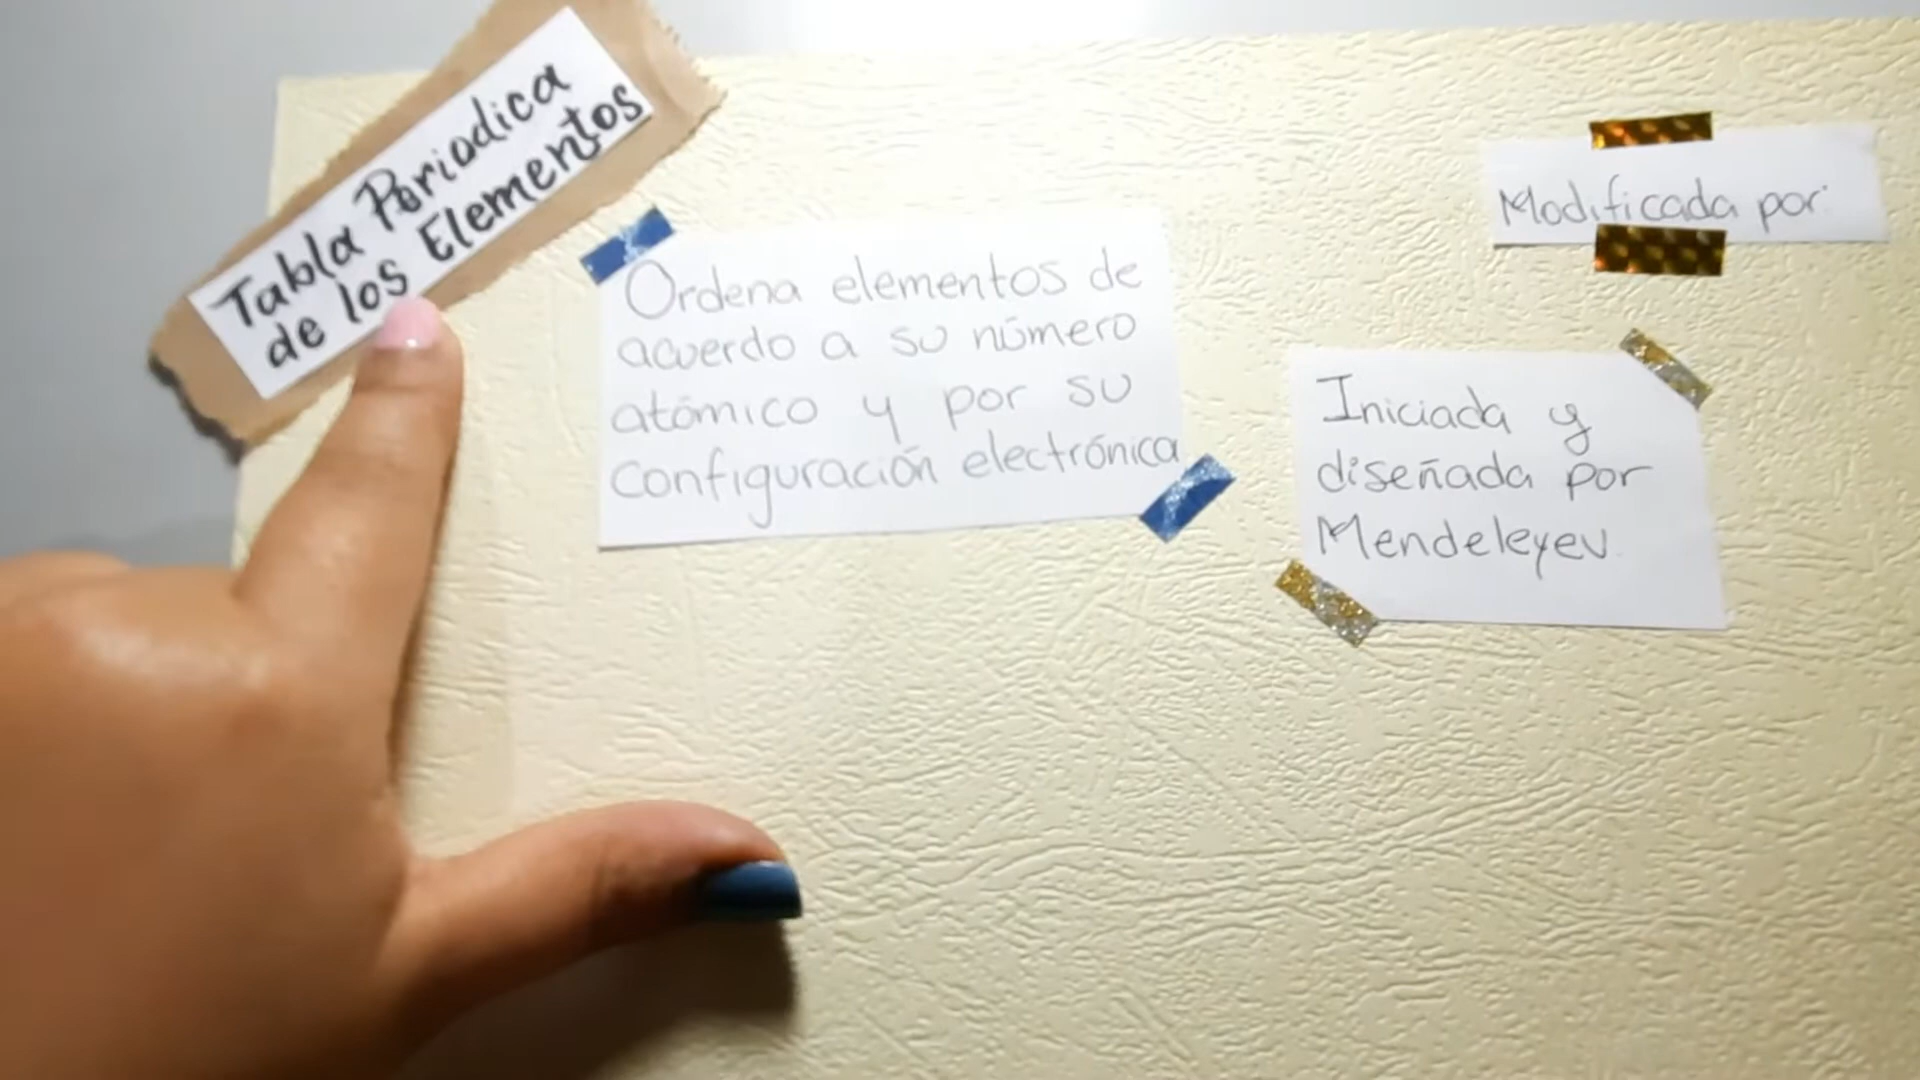 Tabla Periodica
de los Elementos
Ordena elementos de
acuerdo a su número
atómico y por su
configuración electrónica
Modificada por:
Iniciada y
diseñada por
Mendeleyev